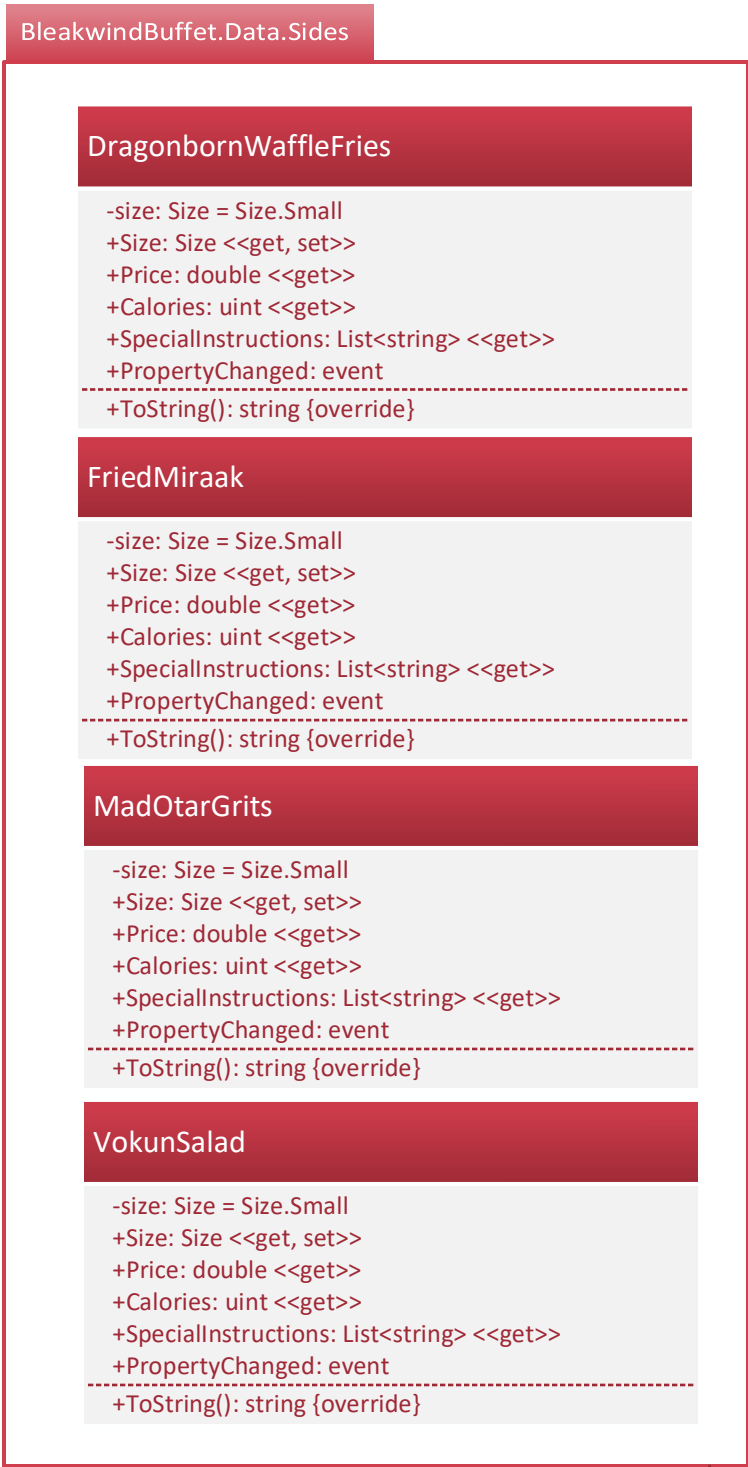 BleakwindBuffet.Data.Sides
DragonbornWaffleFries
-size: Size = Size.Small
+Size: Size <<get, set>>
+Price: double <<get>>
+Calories: uint <<get>>
+SpecialInstructions: List<string> <<get>>
+PropertyChanged: event
+ToString(): string {override}
FriedMiraak
-size: Size = Size.Small
+Size: Size <<get, set>>
+Price: double <<get>>
+Calories: uint <<get>>
+SpecialInstructions: List<string> <<get>>
+PropertyChanged: event
+ToString(): string {override}
MadOtarGrits
-size: Size = Size.Small
+Size: Size <<get, set>>
+Price: double <<get>>
+Calories: uint <<get>>
+SpecialInstructions: List<string> <<get>>
+PropertyChanged: event
+ToString(): string {override}
VokunSalad
-size: Size = Size.Small
+Size: Size <<get, set>>
+Price: double <<get>>
+Calories: uint <<get>>
+SpecialInstructions: List<string> <<get>>
+PropertyChanged: event
+ToString(): string {override}